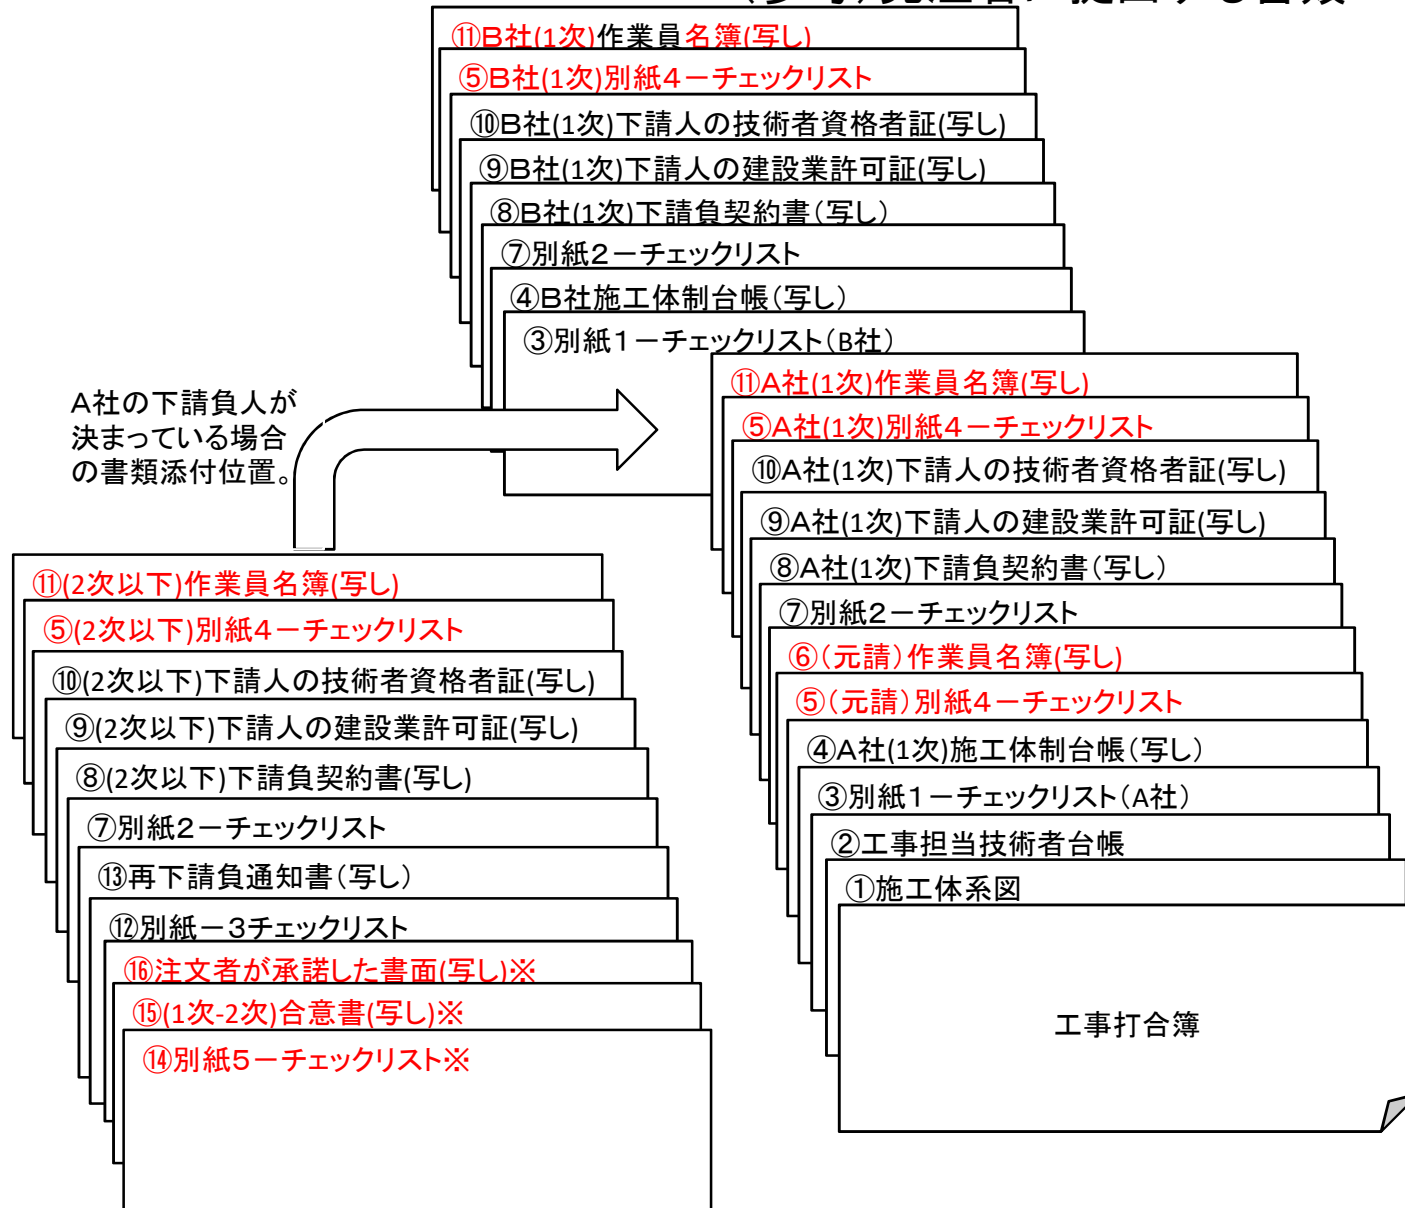 ⑪B社(1次)作業員名簿(写し)
⑤B社(1次)別紙4-チェックリスト
⑩B社(1次)下請人の技術者資格者証(写し)
⑨B社(1次)下請人の建設業許可証(写し)
⑧B社(1次)下請負契約書(写し)
⑦別紙2-チェックリスト
④B社施工体制台帳(写し)
③別紙1-チェックリスト(B社)
A社の下請負人が
決まっている場合
の書類添付位置。
⑪A社(1次)作業員名簿(写し)
⑤A社(1次)別紙4-チェックリスト
⑩A社(1次)下請人の技術者資格者証(写し)
⑨A社(1次)下請人の建設業許可証(写し)
⑧A社(1次)下請負契約書(写し)
⑦別紙2-チェックリスト
⑥(元請)作業員名簿(写し)
⑤(元請)別紙4-チェックリスト
④A社(1次)施工体制台帳(写し)
③別紙1-チェックリスト(A社)
②工事担当技術者台帳
①施工体系図
工事打合簿
⑪(2次以下)作業員名簿(写し)
⑤(2次以下)別紙4-チェックリスト
⑩(2次以下)下請人の技術者資格者証(写し)
⑨(2次以下)下請人の建設業許可証(写し)
⑧(2次以下)下請負契約書(写し)
⑦別紙2-チェックリスト
⑬再下請負通知書(写し)
⑫別紙-3チェックリスト
⑯注文者が承諾した書面(写し)※
⑮(1次-2次)合意書(写し)※
⑭別紙5-チェックリスト※